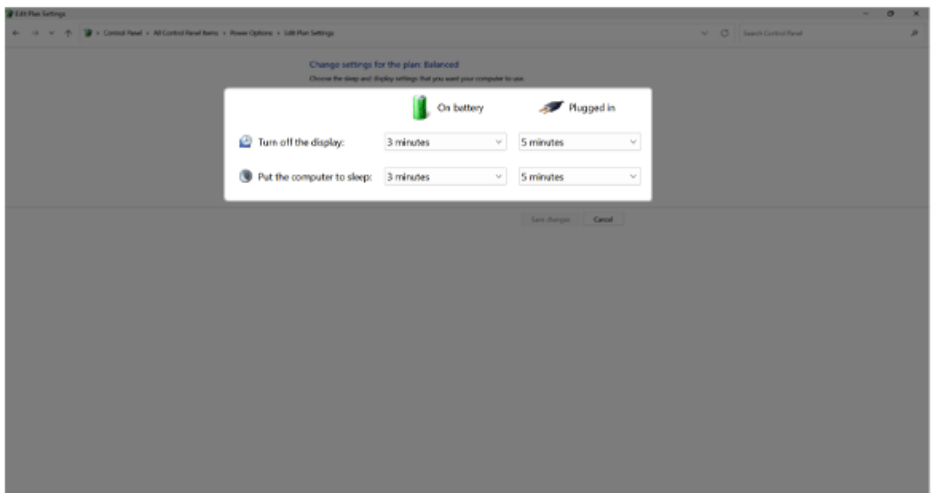 Edit Plan Settings
Control Panel › All Control Panel Items › Power Options › Edit Plan Settings
Search Control Panel
Change settings for the plan: Balanced
Choose the sleep and display settings that you want your computer to use.
On battery Plugged in
Turn off the display: 3 minutes 5 minutes
Put the computer to sleep: 3 minutes 5 minutes
Save changes Cancel